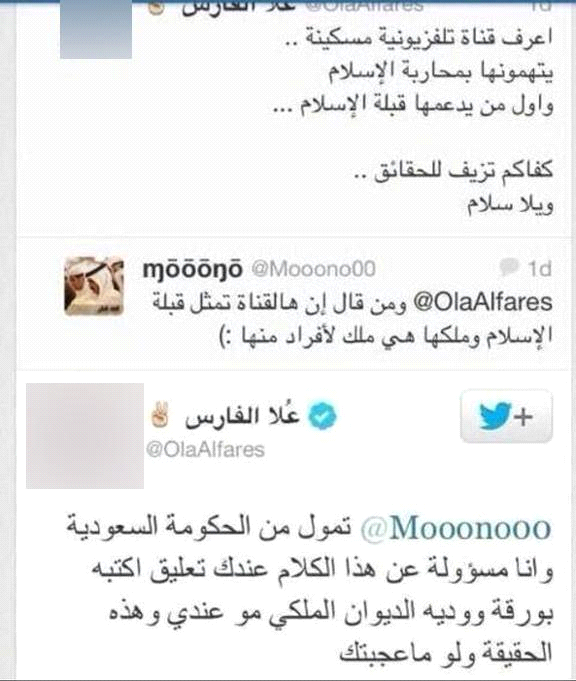 علا الفارس @OlaAlfares 1d
اعرف قناة تلفزيونية مسكينة ..
يتهمونها بمحاربة الإسلام
واول من يدعمها قبلة الإسلام ...
كفاكم تزيف للحقائق ..
ويلا سلام
ɱōōōŋō @Mooono00 1d
@OlaAlfares ومن قال إن هالقناة تمثل قبلة
الإسلام وملكها هي ملك لأفراد منها :)
عُلا الفارس ✌
@OlaAlfares
@Mooonooo تمول من الحكومة السعودية
وانا مسؤولة عن هذا الكلام عندك تعليق اكتبه
بورقة ووديه الديوان الملكي مو عندي وهذه
الحقيقة ولو ماعجبتك